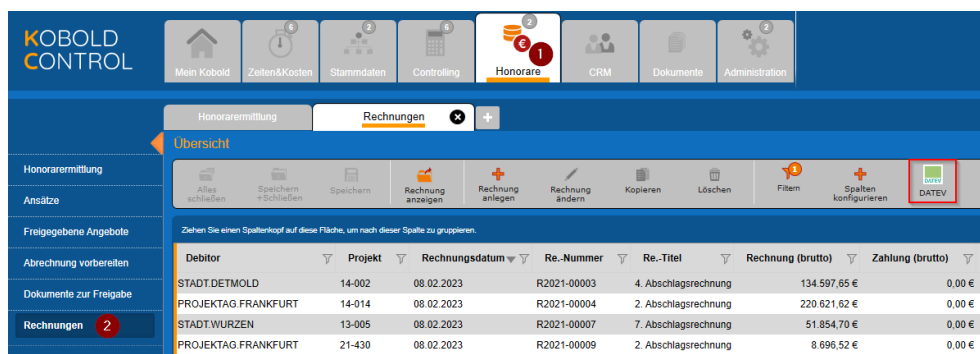 KOBOLD
CONTROL
Mein Kobold
6
Zeiten&Kosten
2
Stammdaten
6
Controlling
2
€
1
Honorare
CRM
Dokumente
2
Administration
Honorarermittlung
Rechnungen
Übersicht
Honorarermittlung
Ansätze
Freigegebene Angebote
Abrechnung vorbereiten
Dokumente zur Freigabe
Rechnungen 2
Alles schließen
Speichern +Schließen
Speichern
Rechnung anzeigen
Rechnung anlegen
Rechnung ändern
Kopieren
Löschen
1
Filtern
Spalten konfigurieren
DATEV
DATEV
Ziehen Sie einen Spaltenkopf auf diese Fläche, um nach dieser Spalte zu gruppieren.
Debitor Projekt Rechnungsdatum Re.-Nummer Re.-Titel Rechnung (brutto) Zahlung (brutto)
STADT.DETMOLD 14-002 08.02.2023 R2021-00003 4. Abschlagsrechnung 134.597,65 € 0,00 €
PROJEKTAG.FRANKFURT 14-014 08.02.2023 R2021-00004 2. Abschlagsrechnung 220.621,62 € 0,00 €
STADT.WURZEN 13-005 08.02.2023 R2021-00007 7. Abschlagsrechnung 51.854,70 € 0,00 €
PROJEKTAG.FRANKFURT 21-430 08.02.2023 R2021-00009 2. Abschlagsrechnung 8.696,52 € 0,00 €